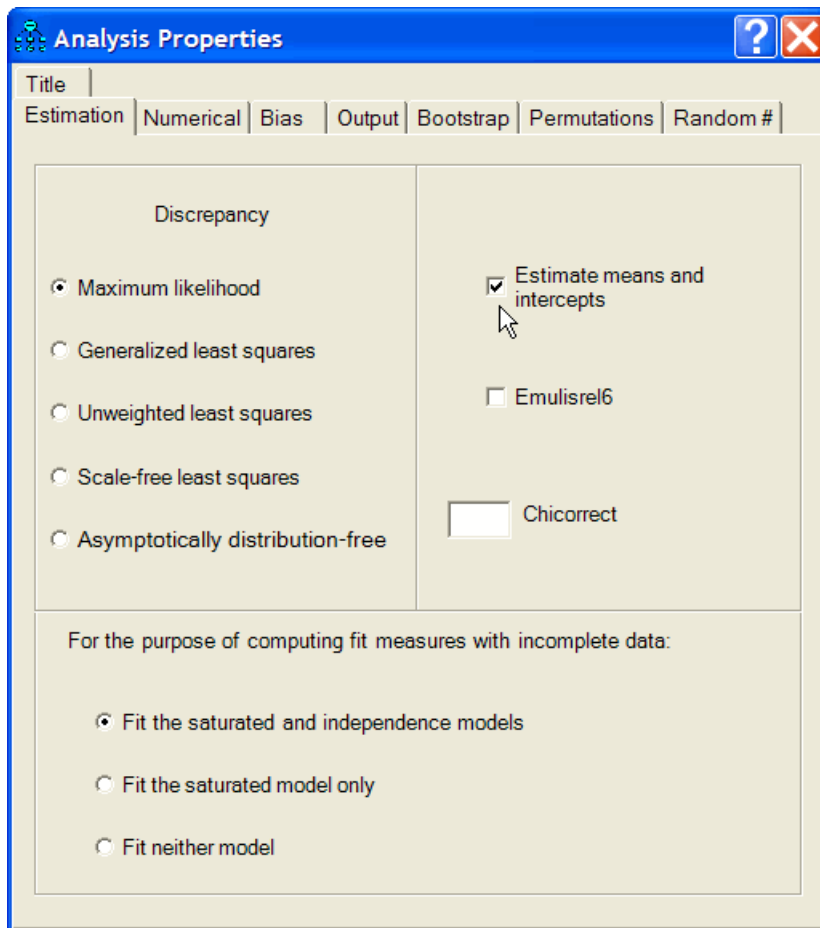 Analysis Properties
?
Title
Estimation Numerical Bias Output Bootstrap Permutations Random #
Discrepancy
Maximum likelihood
Generalized least squares
Unweighted least squares
Scale-free least squares
Asymptotically distribution-free
Estimate means and
intercepts
Emulisrel6
Chicorrect
For the purpose of computing fit measures with incomplete data:
Fit the saturated and independence models
Fit the saturated model only
Fit neither model